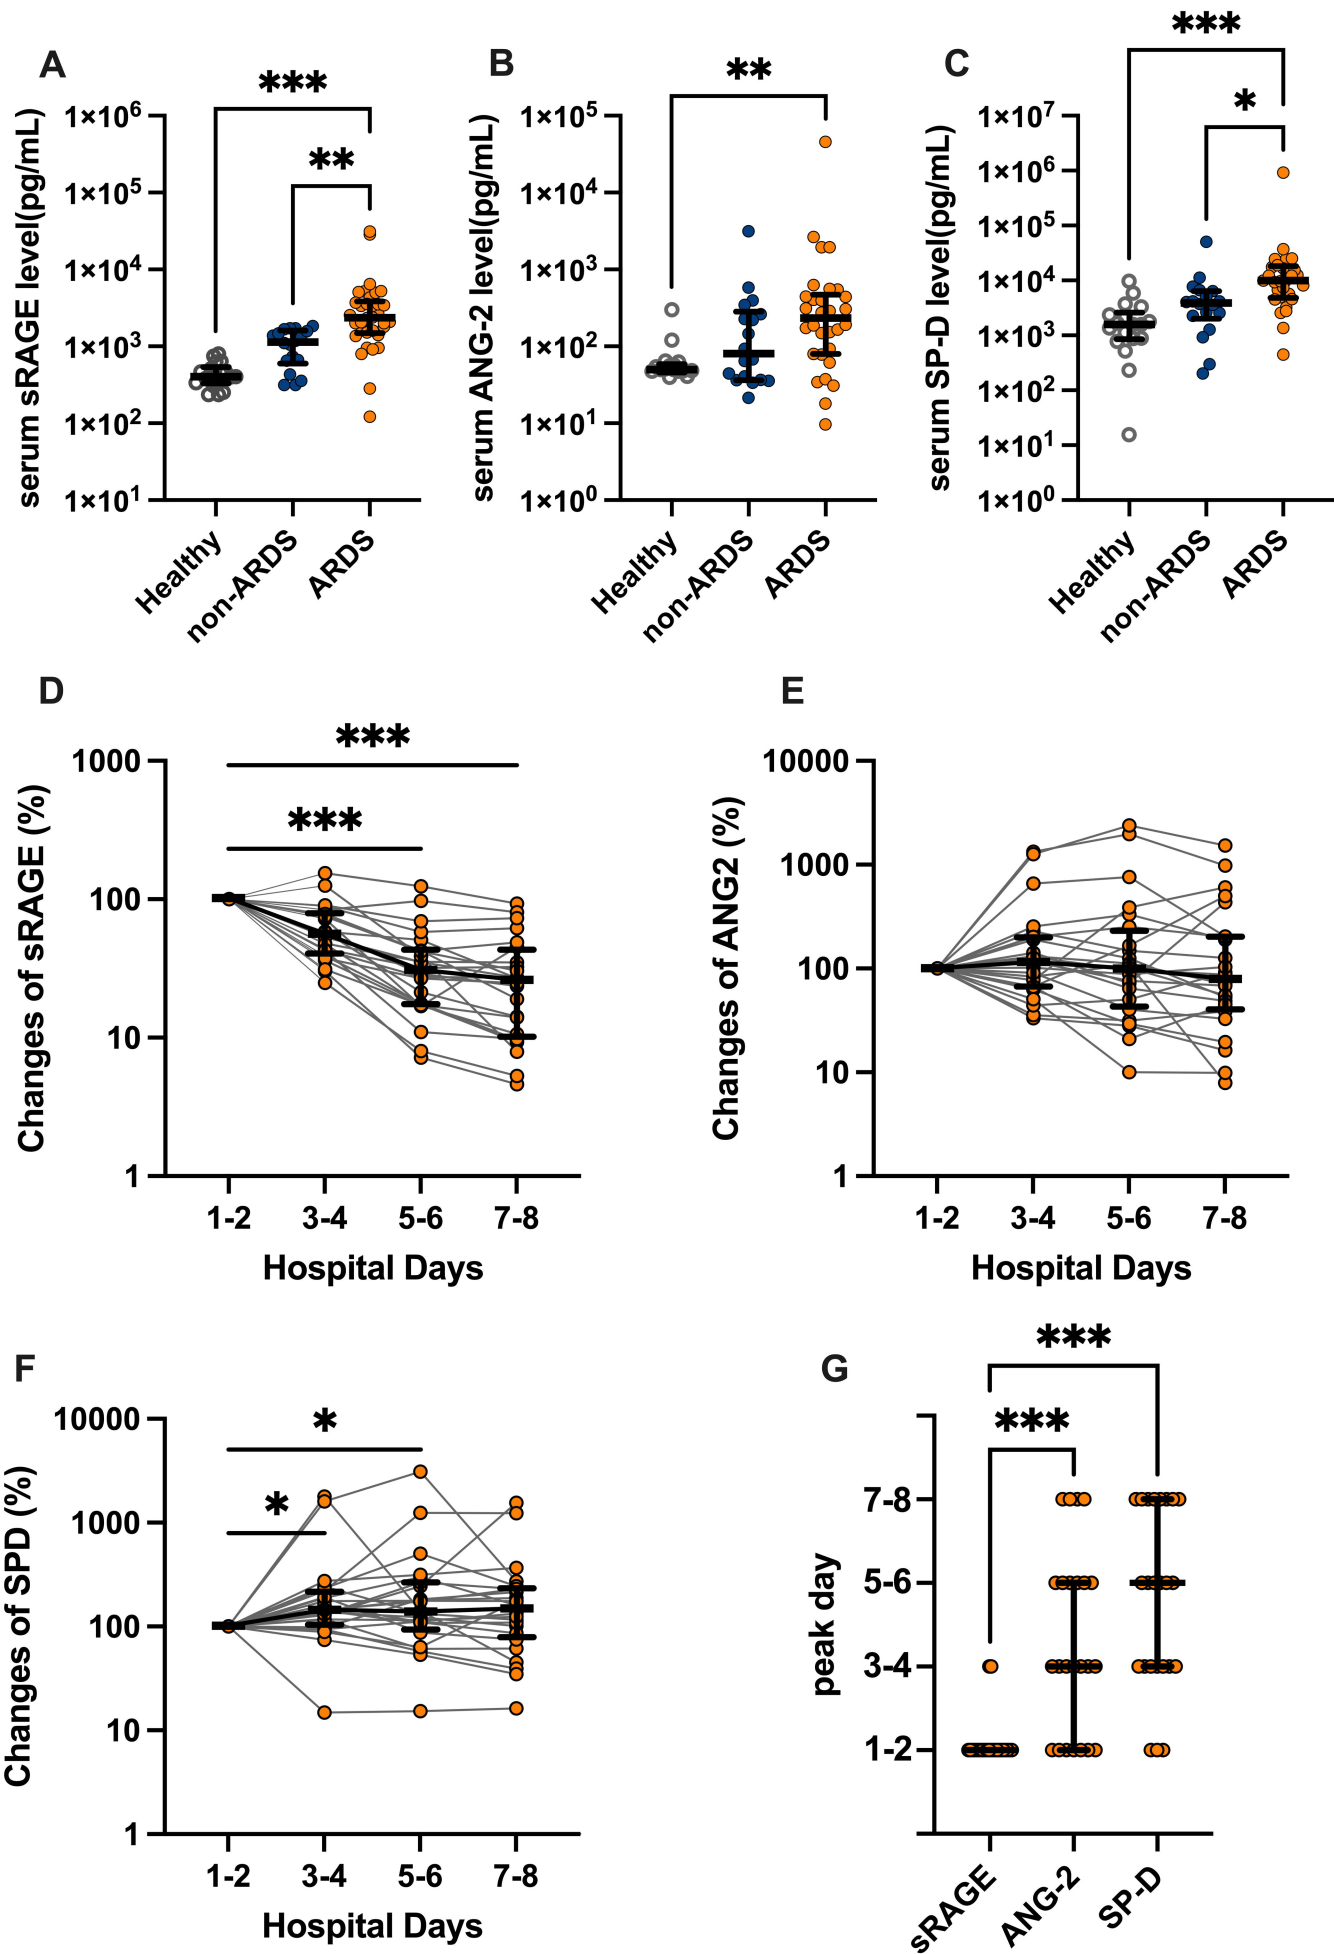 A
***
**
serum sRAGE level(pg/mL)
1×10⁶
1×10⁵
1×10⁴
1×10³
1×10²
1×10¹
Healthy
non-ARDS
ARDS
B
**
serum ANG-2 level(pg/mL)
1×10⁵
1×10⁴
1×10³
1×10²
1×10¹
1×10⁰
Healthy
non-ARDS
ARDS
C
***
*
serum SP-D level(pg/mL)
1×10⁷
1×10⁶
1×10⁵
1×10⁴
1×10³
1×10²
1×10¹
1×10⁰
Healthy
non-ARDS
ARDS
D
***
***
Changes of sRAGE (%)
1000
100
10
1
1-2 3-4 5-6 7-8
Hospital Days
E
Changes of ANG2 (%)
10000
1000
100
10
1
1-2 3-4 5-6 7-8
Hospital Days
F
*
*
Changes of SPD (%)
10000
1000
100
10
1
1-2 3-4 5-6 7-8
Hospital Days
G
***
***
peak day
7-8
5-6
3-4
1-2
sRAGE
ANG-2
SP-D